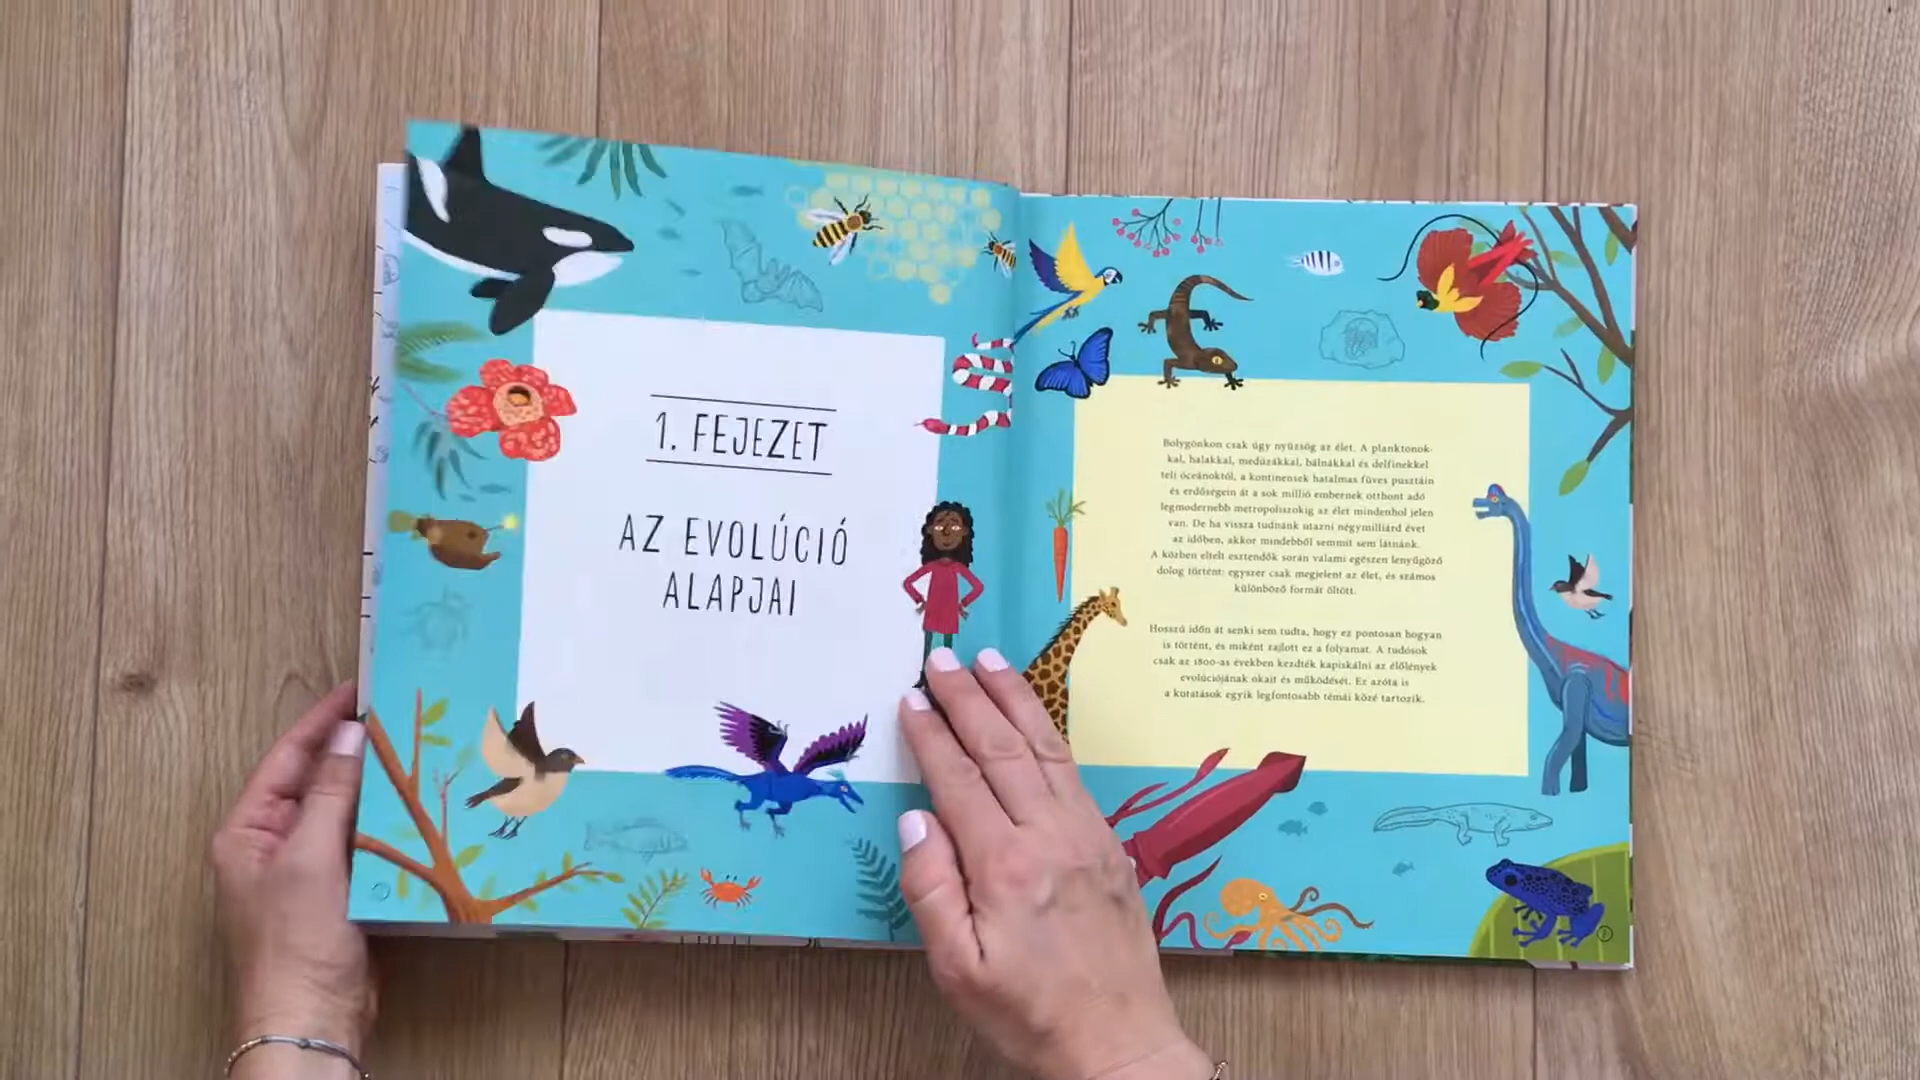 1. FEJEZET
AZ EVOLÚCIÓ
ALAPJAI
Bolygónkon csak úgy nyüzsög az élet. A planktonok-
kal, halakkal, medúzákkal, bálnákkal és delfinekkel
teli óceánoktól, a kontinensek hatalmas füves pusztáin
és erdőségein át a sok millió embernek otthont adó
legmodernebb metropoliszokig az élet mindenhol jelen
van. De ha vissza tudnánk utazni négymilliárd évet
az időben, akkor mindebből semmit sem látnánk.
A közben eltelt esztendők során valami egészen lenyűgöző
dolog történt: egyszer csak megjelent az élet, és számos
különböző formát öltött.
Hosszú időn át senki sem tudta, hogy ez pontosan hogyan
is történt, és miként zajlott ez a folyamat. A tudósok
csak az 1800-as években kezdték kapiskálni az élőlények
evolúciójának okait és működését. Ez azóta is
a kutatások egyik legfontosabb témái közé tartozik.